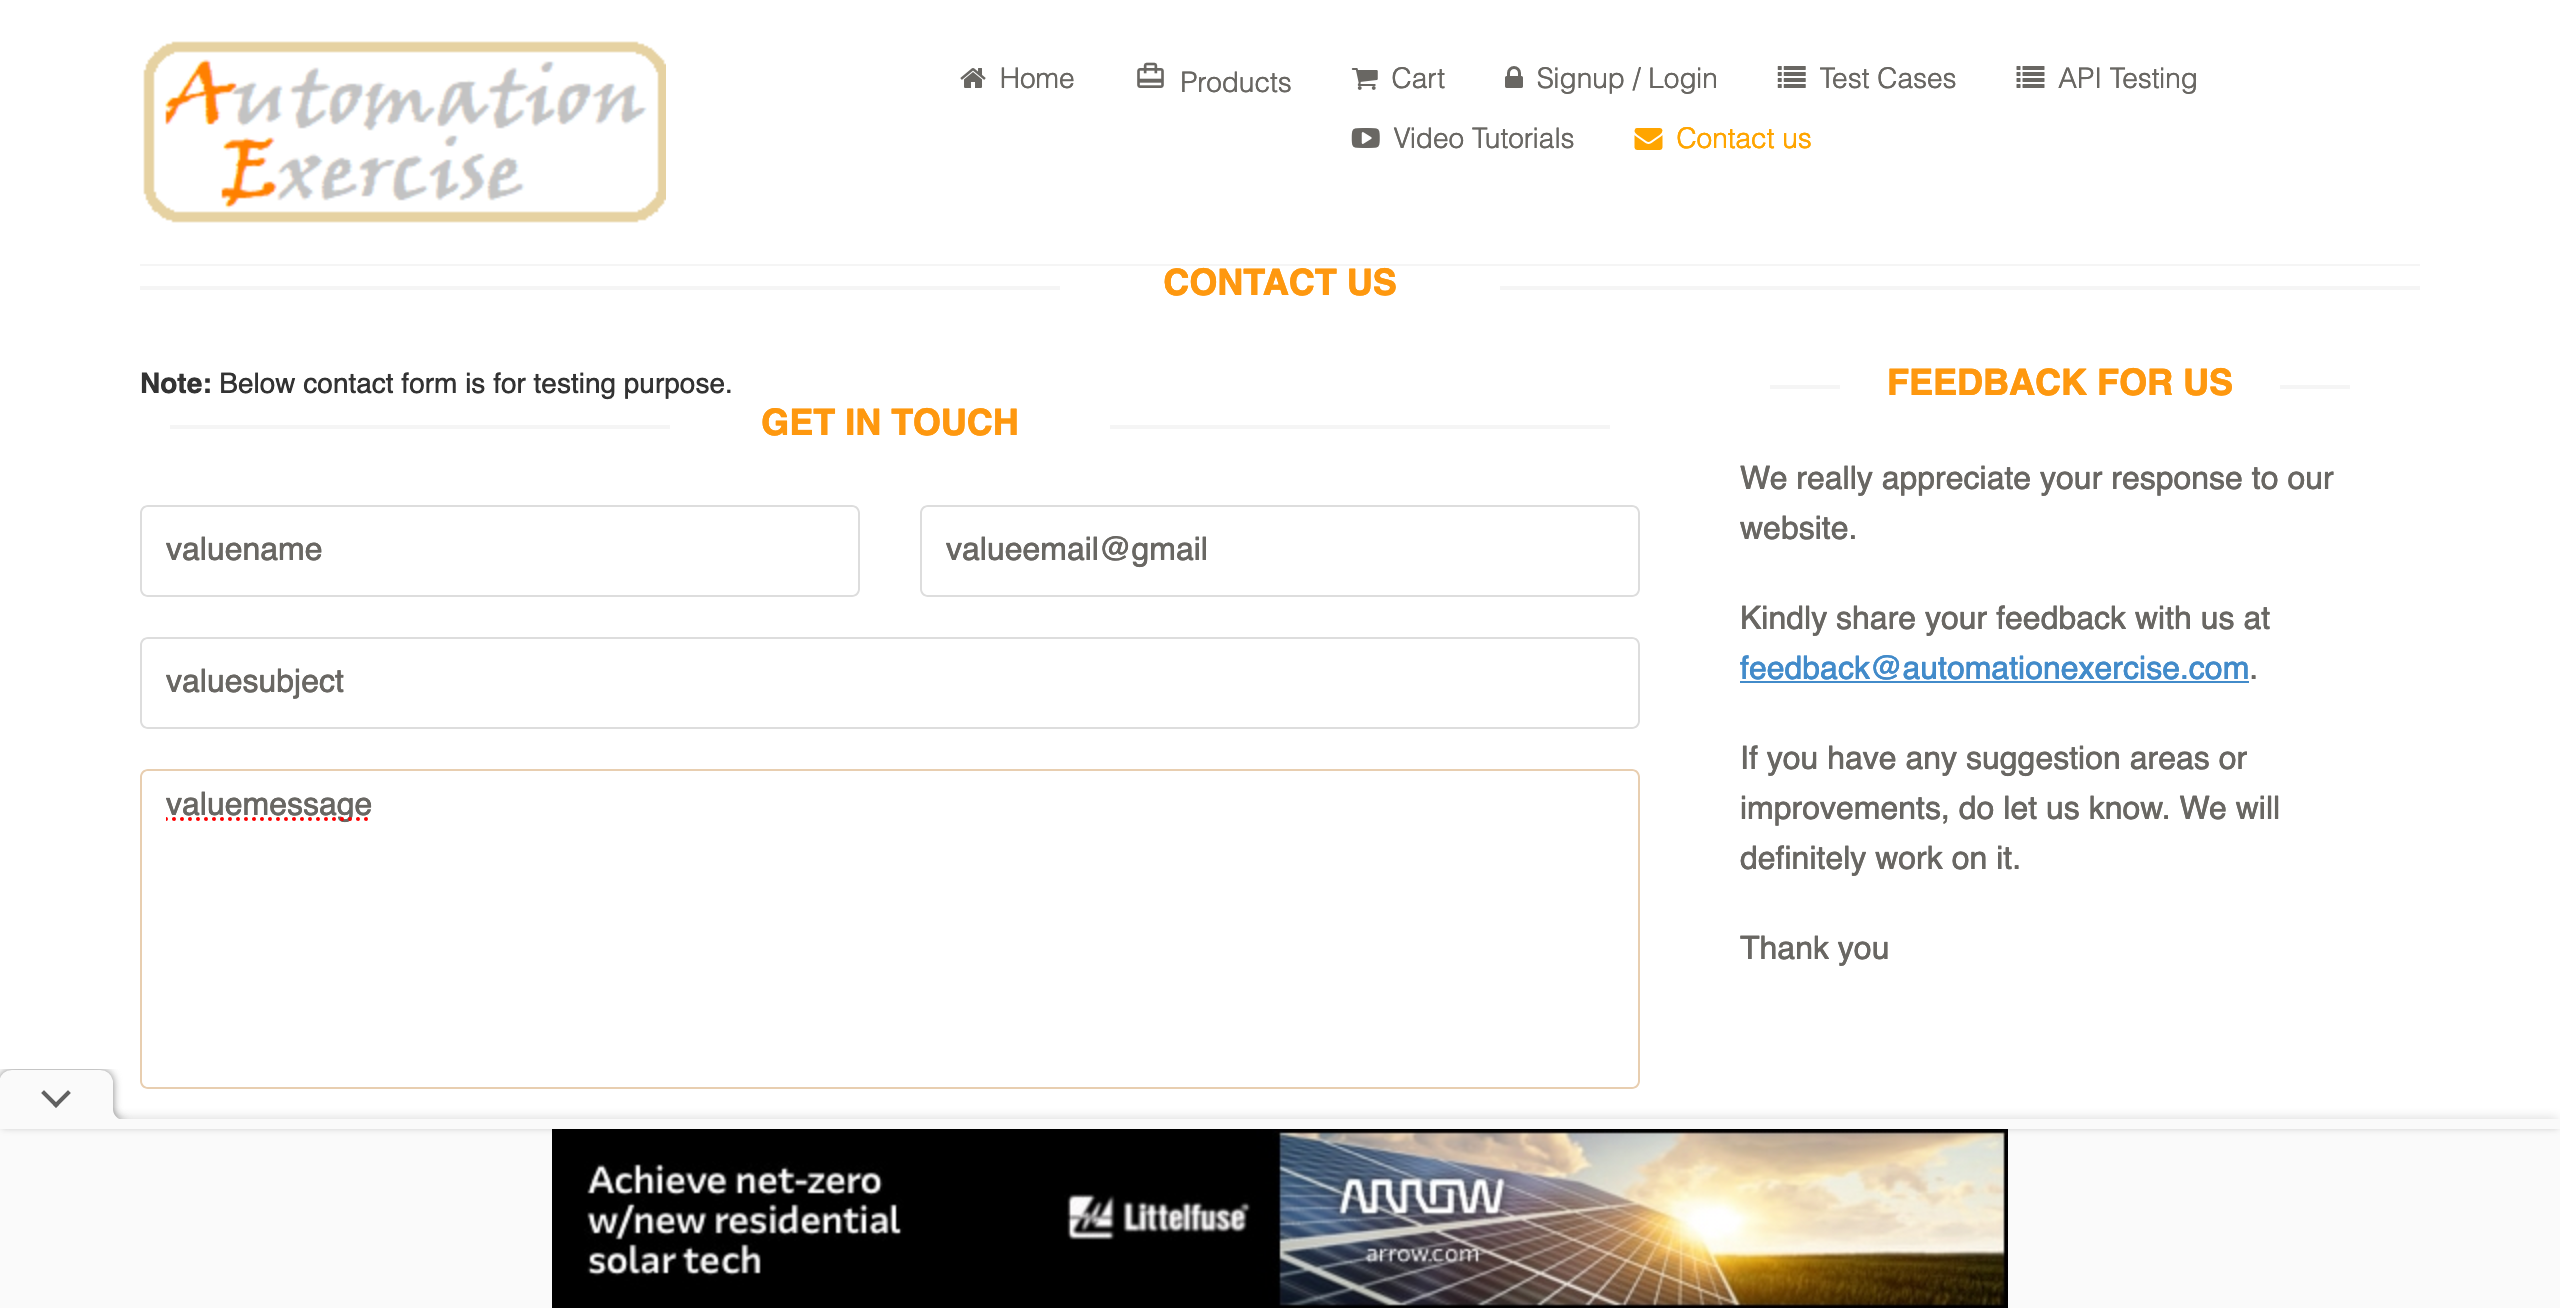 Automation
Exercise
Home
Products
Cart
Signup / Login
Test Cases
API Testing
Video Tutorials
Contact us
CONTACT US
Note: Below contact form is for testing purpose.
GET IN TOUCH
valuename
valueemail@gmail
valuesubject
valuemessage
FEEDBACK FOR US
We really appreciate your response to our
website.
Kindly share your feedback with us at
feedback@automationexercise.com.
If you have any suggestion areas or
improvements, do let us know. We will
definitely work on it.
Thank you
Achieve net-zero
w/new residential
solar tech
Littelfuse
ARROW
arrow.com